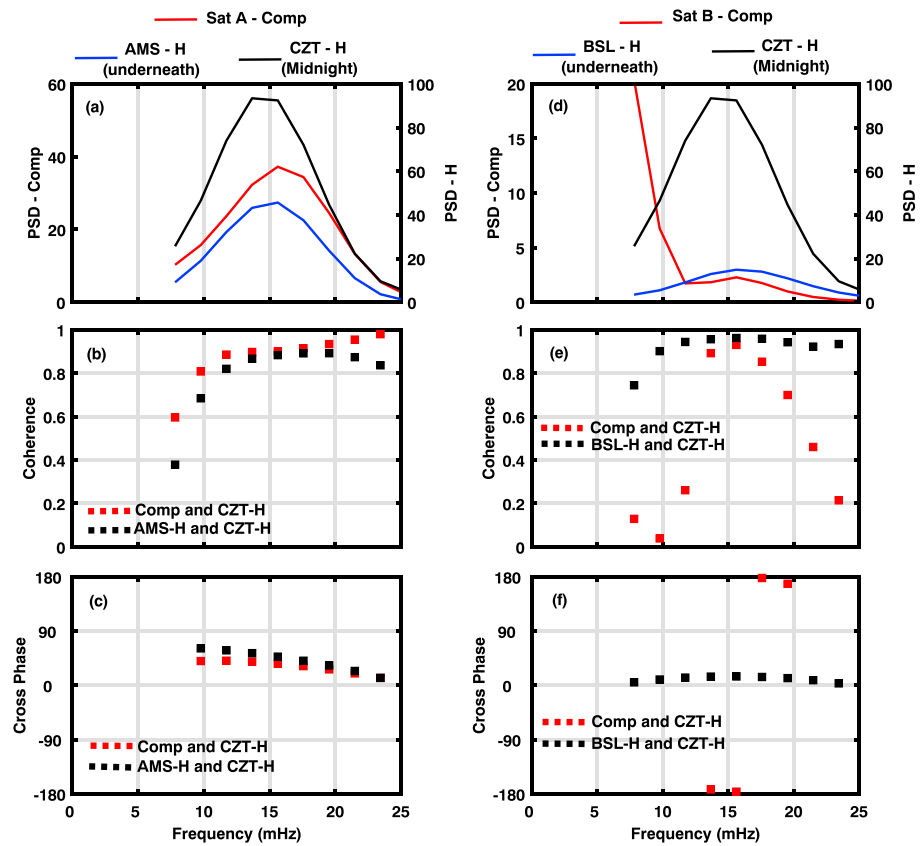 Sat A - Comp
AMS - H
(underneath)
CZT - H
(Midnight)
Sat B - Comp
BSL - H
(underneath)
CZT - H
(Midnight)
60
40
20
0
PSD - Comp
(a)
100
80
60
40
20
0
PSD - H
20
15
10
5
0
PSD - Comp
(d)
100
80
60
40
20
0
PSD - H
1
0.8
0.6
0.4
0.2
0
Coherence
(b)
Comp and CZT-H
AMS-H and CZT-H
1
0.8
0.6
0.4
0.2
0
Coherence
(e)
Comp and CZT-H
BSL-H and CZT-H
180
90
0
-90
-180
Cross Phase
(c)
Comp and CZT-H
AMS-H and CZT-H
0 5 10 15 20 25
Frequency (mHz)
180
90
0
-90
-180
Cross Phase
(f)
Comp and CZT-H
BSL-H and CZT-H
0 5 10 15 20 25
Frequency (mHz)